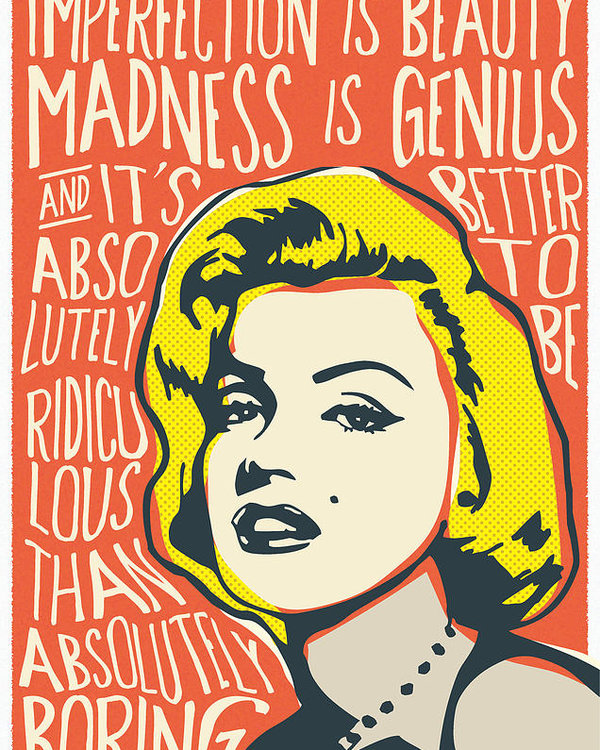 IMPERFECTION IS BEAUTY
MADNESS IS GENIUS
AND IT'S
BETTER
ABSO
TO
LUTELY
BE
RIDICU
LOUS
THAN
ABSOLUTELY
BORING